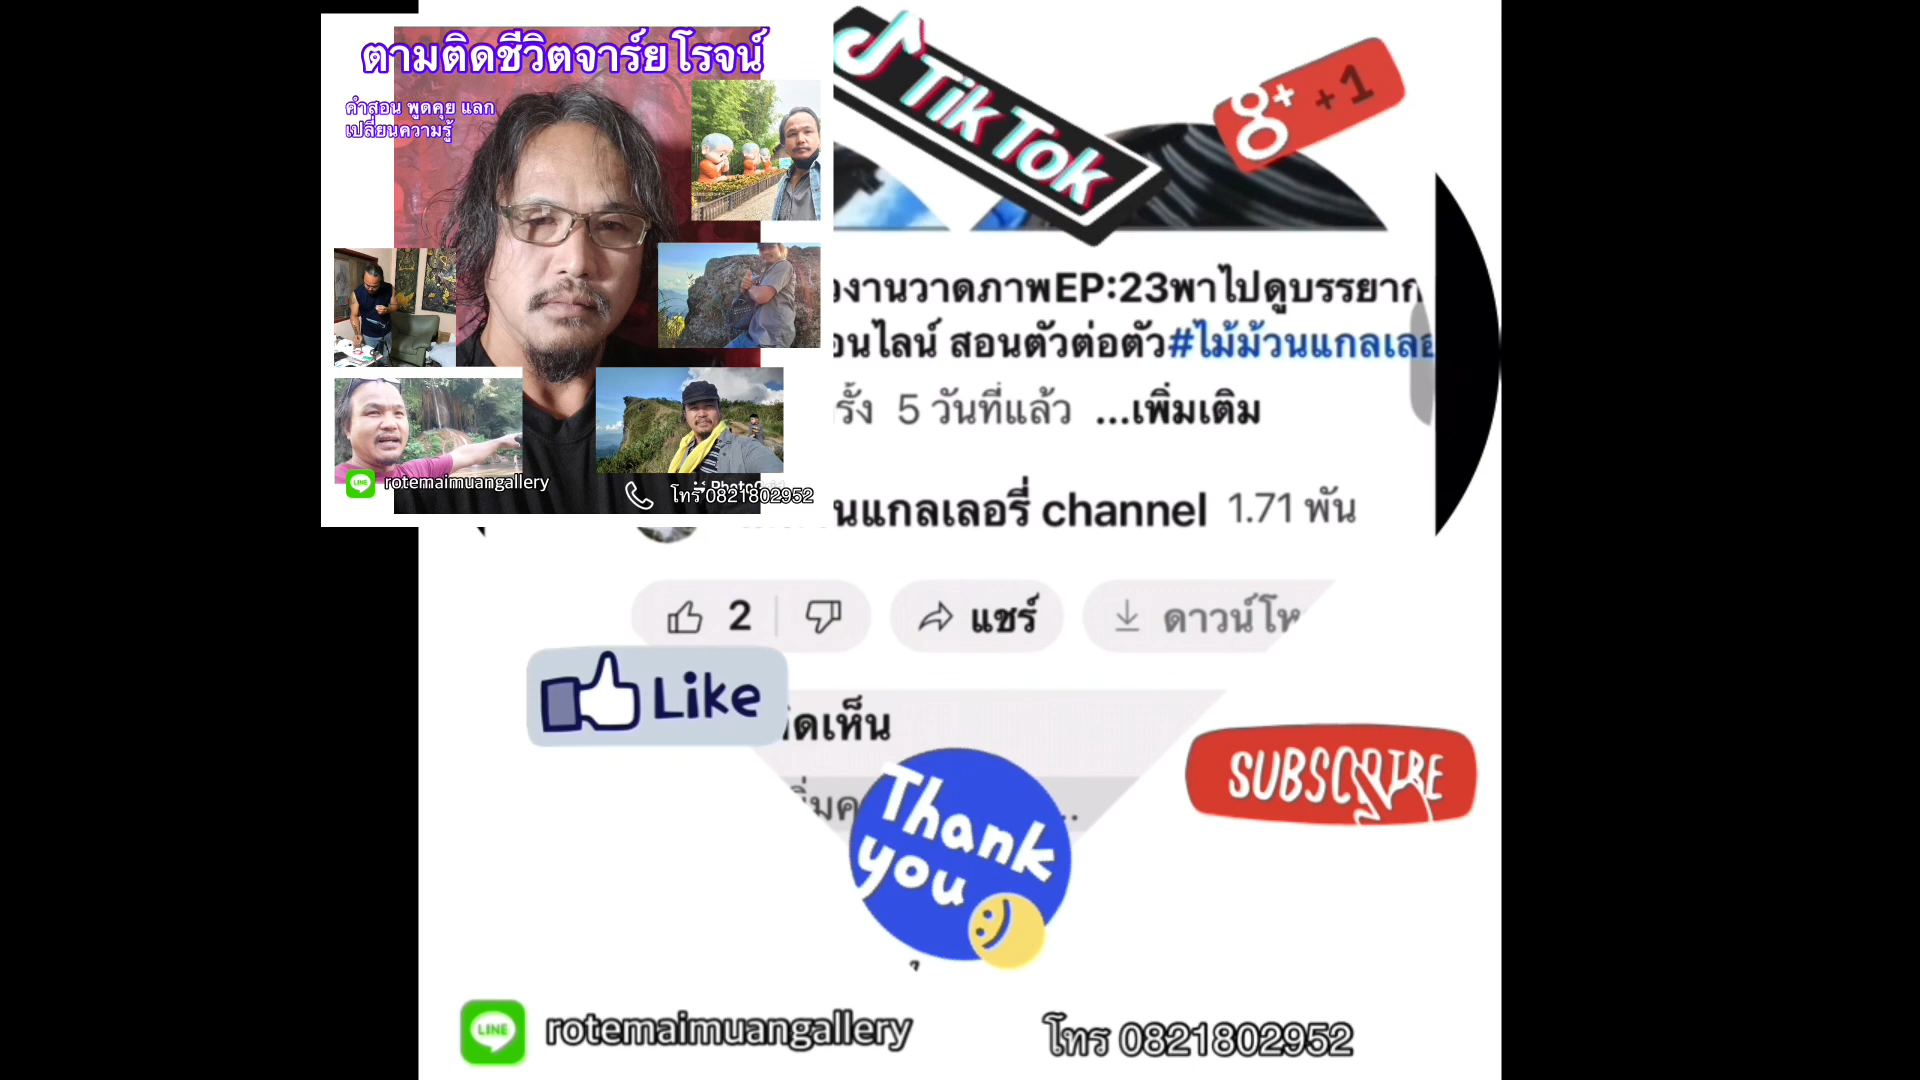 ตามติดชีวิตจาร์ยโรจน์
คำสอน พูดคุย แลก
เปลี่ยนความรู้
LINE rotemaimuangallery
โทร 0821802952
TikTok
g+ +1
งานวาดภาพEP:23พาไปดูบรรยาก
อนไลน์ สอนตัวต่อตัว#ไม้ม้วนแกลเลอ
รั้ง 5 วันที่แล้ว ...เพิ่มเติม
นแกลเลอรี่ channel 1.71 พัน
2 แชร์ ดาวน์โห
Like
ดเห็น
SUBSCRIBE
Thank
you
LINE rotemaimuangallery โทร 0821802952